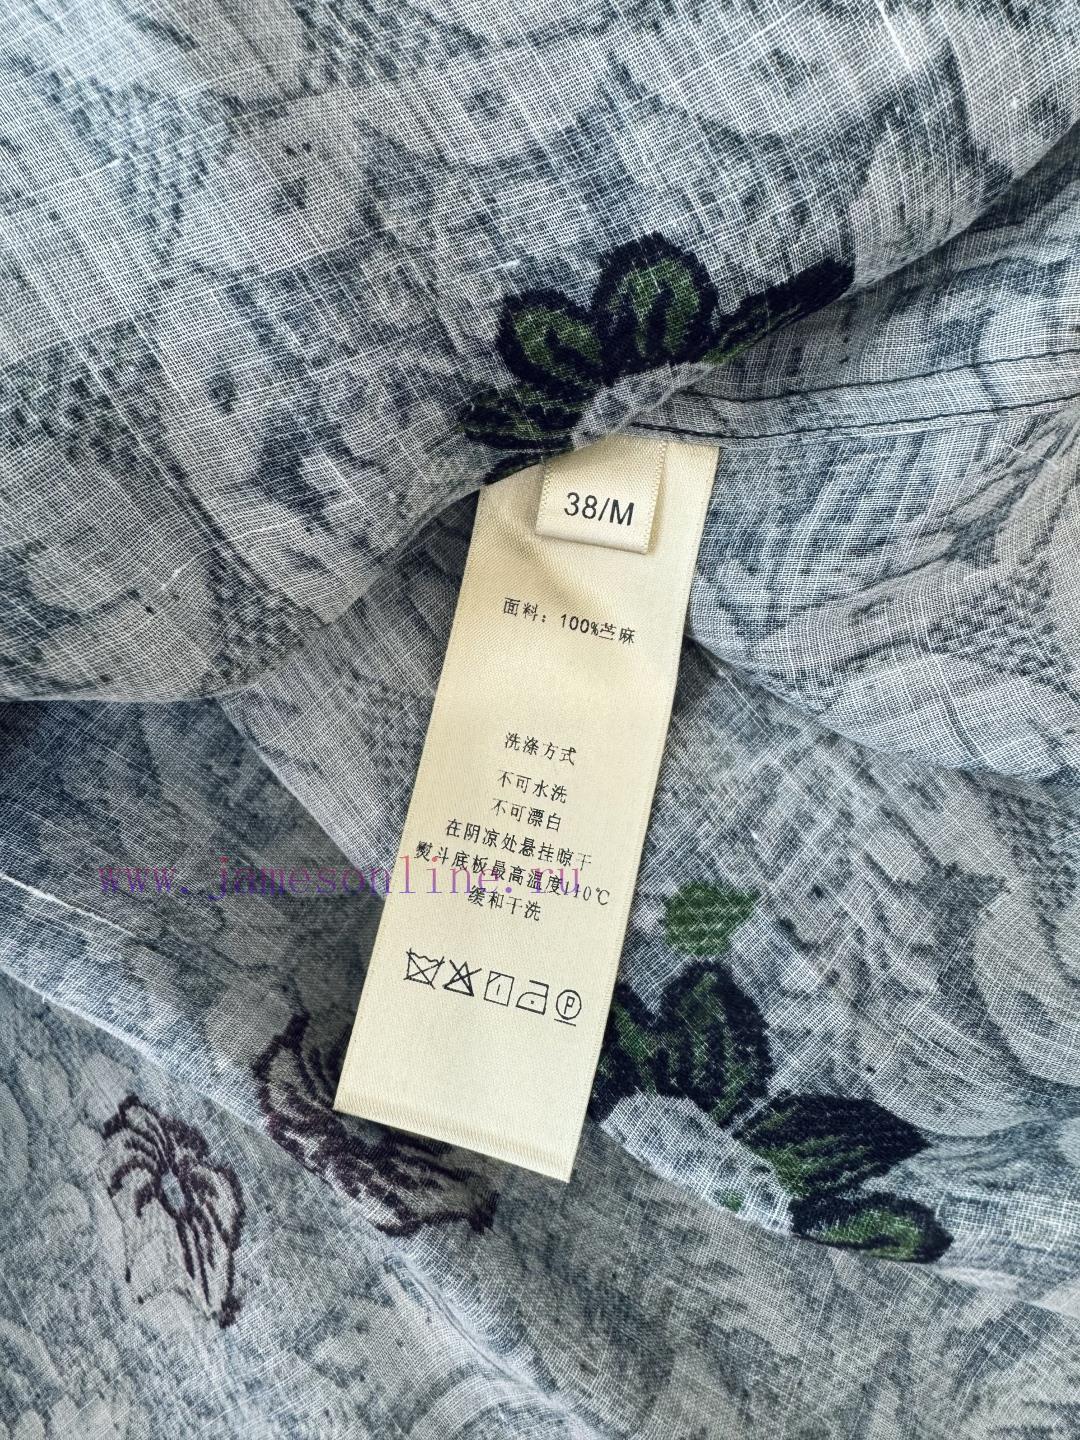 38/M
面料：100%苎麻
洗涤方式
不可水洗
不可漂白
在阴凉处悬挂晾干
熨斗底板最高温度110℃
缓和干洗
P
www.jamesonline.ru